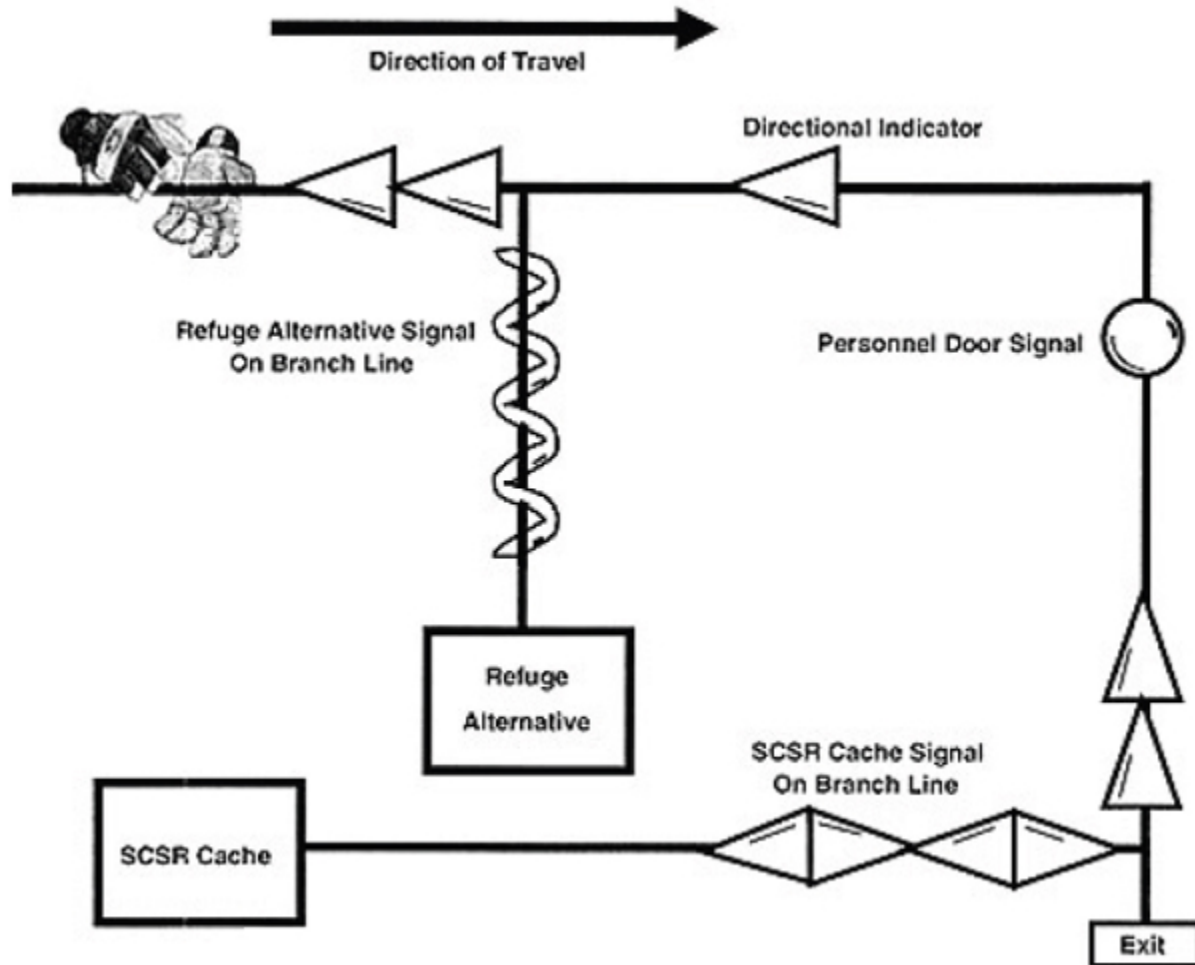 Direction of Travel
Directional Indicator
Refuge Alternative Signal
On Branch Line
Personnel Door Signal
Refuge
Alternative
SCSR Cache Signal
On Branch Line
SCSR Cache
Exit